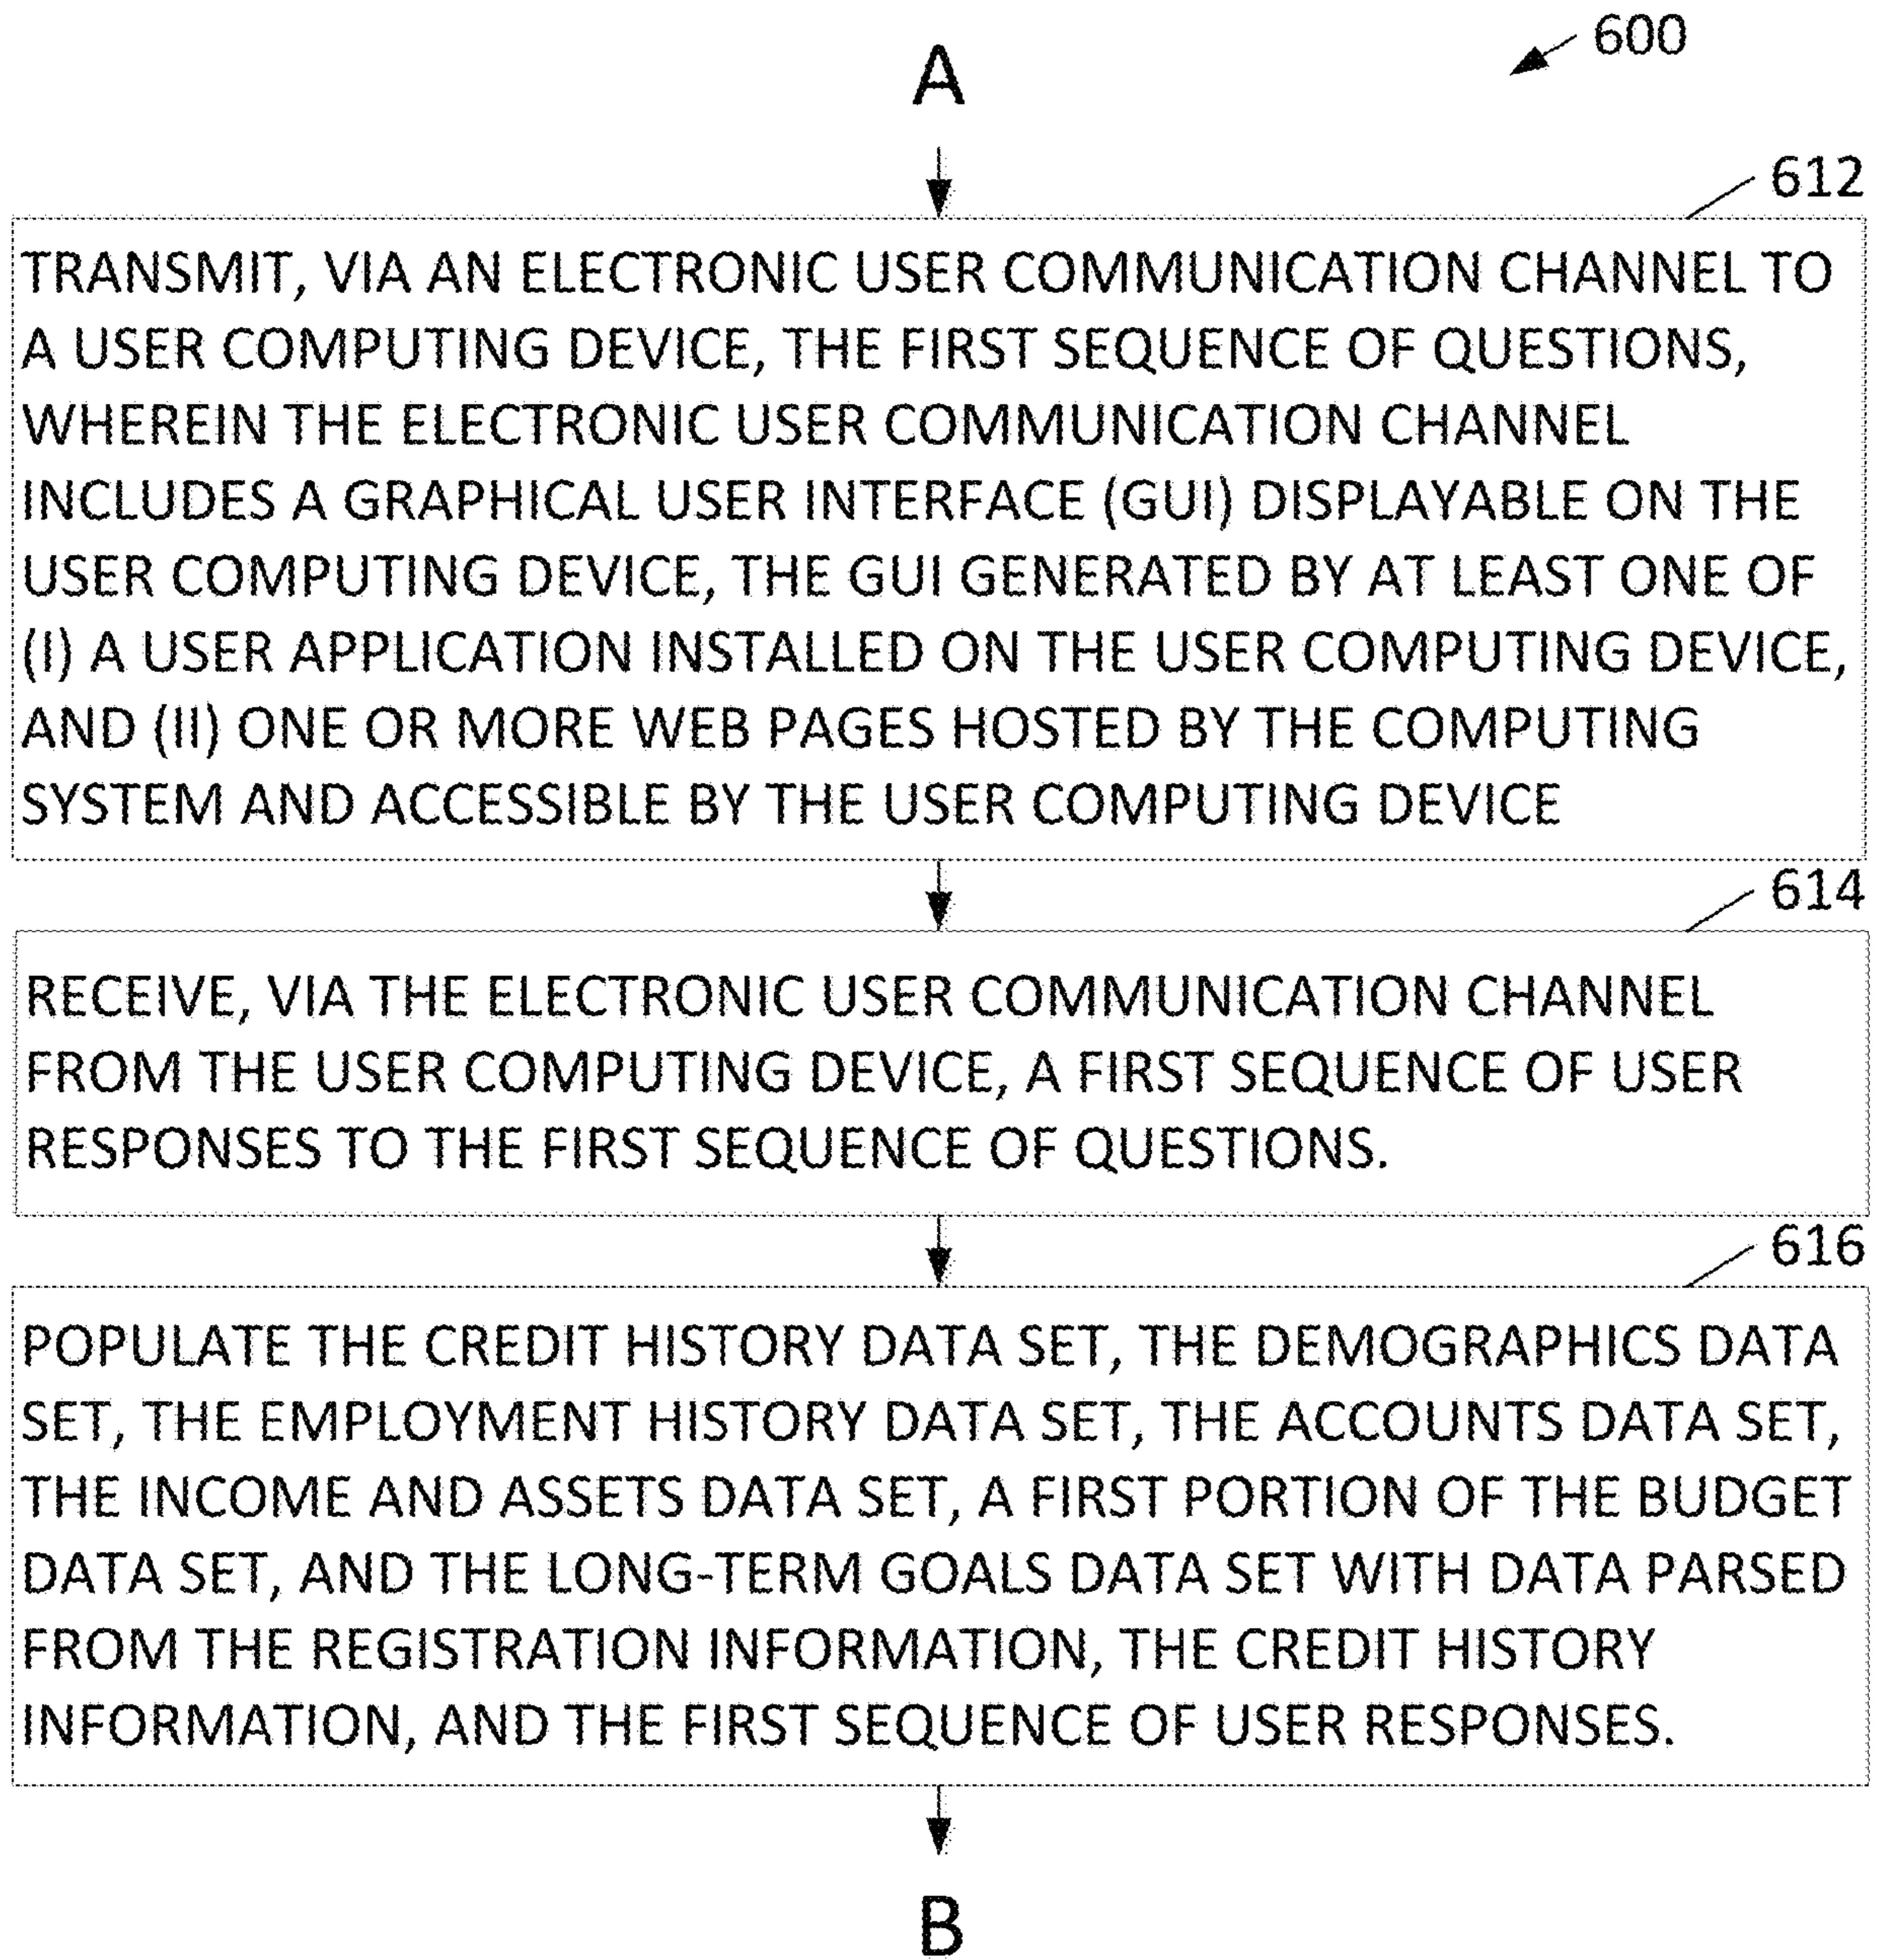 600
A
612
TRANSMIT, VIA AN ELECTRONIC USER COMMUNICATION CHANNEL TO
A USER COMPUTING DEVICE, THE FIRST SEQUENCE OF QUESTIONS,
WHEREIN THE ELECTRONIC USER COMMUNICATION CHANNEL
INCLUDES A GRAPHICAL USER INTERFACE (GUI) DISPLAYABLE ON THE
USER COMPUTING DEVICE, THE GUI GENERATED BY AT LEAST ONE OF
(I) A USER APPLICATION INSTALLED ON THE USER COMPUTING DEVICE,
AND (II) ONE OR MORE WEB PAGES HOSTED BY THE COMPUTING
SYSTEM AND ACCESSIBLE BY THE USER COMPUTING DEVICE
614
RECEIVE, VIA THE ELECTRONIC USER COMMUNICATION CHANNEL
FROM THE USER COMPUTING DEVICE, A FIRST SEQUENCE OF USER
RESPONSES TO THE FIRST SEQUENCE OF QUESTIONS.
616
POPULATE THE CREDIT HISTORY DATA SET, THE DEMOGRAPHICS DATA
SET, THE EMPLOYMENT HISTORY DATA SET, THE ACCOUNTS DATA SET,
THE INCOME AND ASSETS DATA SET, A FIRST PORTION OF THE BUDGET
DATA SET, AND THE LONG-TERM GOALS DATA SET WITH DATA PARSED
FROM THE REGISTRATION INFORMATION, THE CREDIT HISTORY
INFORMATION, AND THE FIRST SEQUENCE OF USER RESPONSES.
B